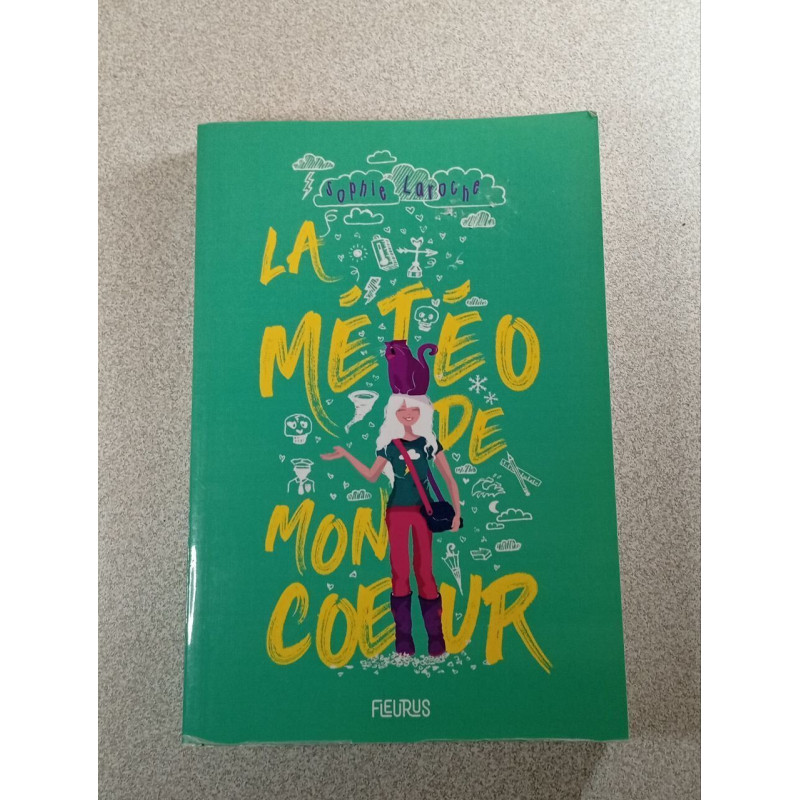 Sophie Laroche
LA
MÉTÉO
DE
MON
COEUR
FLEURUS